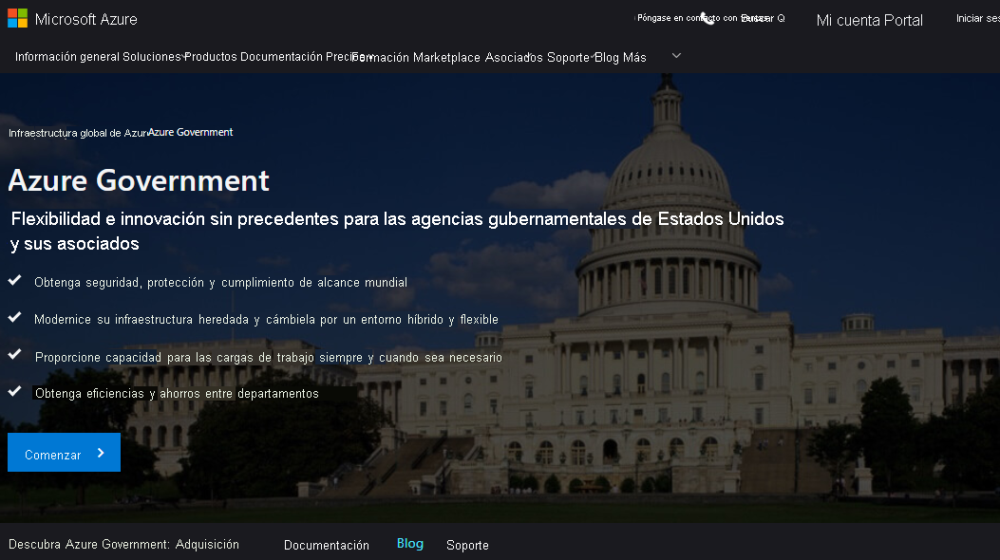 Microsoft Azure
Póngase en contacto con Ventas Buscar
Mi cuenta Portal
Iniciar ses
Información general Soluciones Productos Documentación Precios Formación Marketplace Asociados Soporte Blog Más
Infraestructura global de Azure Azure Government
Azure Government
Flexibilidad e innovación sin precedentes para las agencias gubernamentales de Estados Unidos
y sus asociados
Obtenga seguridad, protección y cumplimiento de alcance mundial
Modernice su infraestructura heredada y cámbiela por un entorno híbrido y flexible
Proporcione capacidad para las cargas de trabajo siempre y cuando sea necesario
Obtenga eficiencias y ahorros entre departamentos
Comenzar
Descubra Azure Government: Adquisición Documentación Blog Soporte